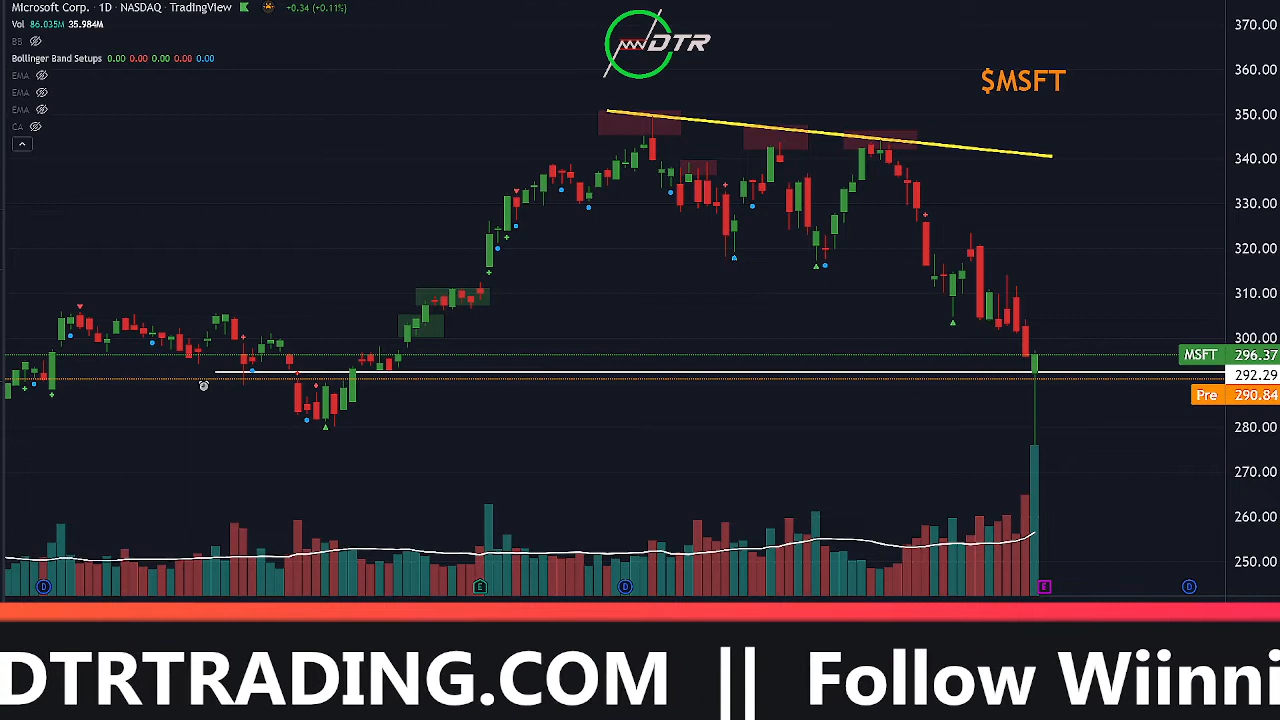 Microsoft Corp. · 1D · NASDAQ · TradingView +0.34 (+0.11%)
Vol 86.035M 35.984M
BS
Bollinger Band Setups 0.00 0.00 0.00 0.00 0.00
EMA
EMA
EMA
CA
DTR
$MSFT
370.00
360.00
350.00
340.00
330.00
320.00
310.00
300.00
MSFT 296.37
292.29
Pre 290.84
280.00
270.00
260.00
250.00
D E D E D
DTRTRADING.COM || Follow Wiinni